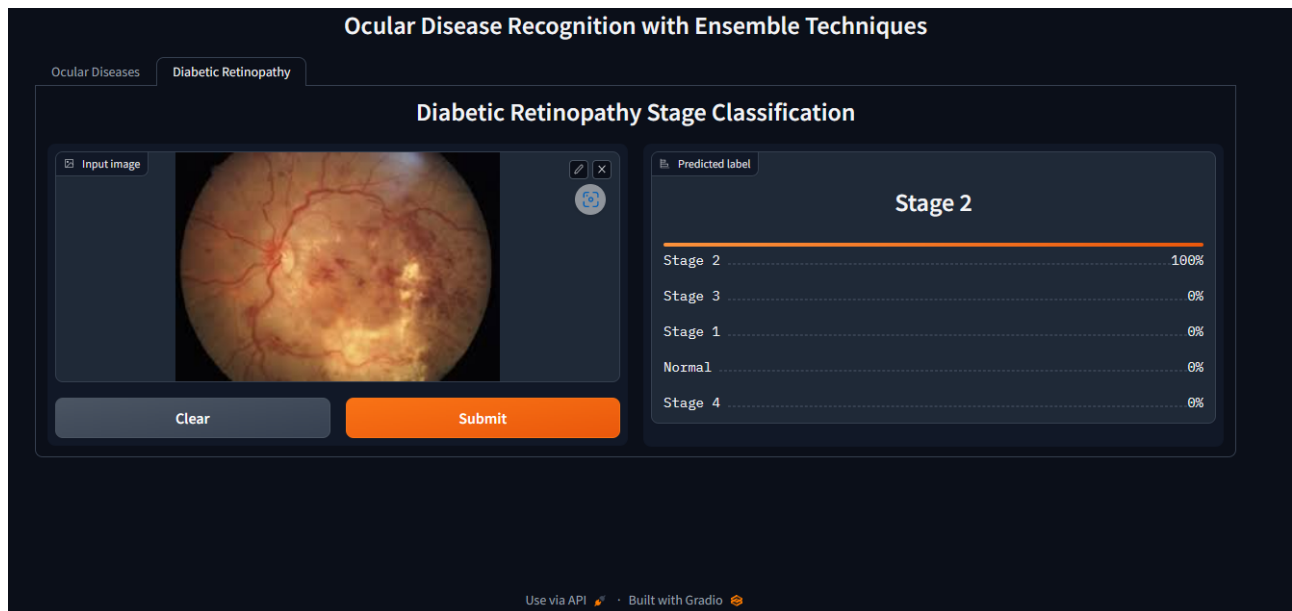 Ocular Disease Recognition with Ensemble Techniques
Ocular Diseases
Diabetic Retinopathy
Diabetic Retinopathy Stage Classification
Input image
Clear
Submit
Predicted label
Stage 2
Stage 2 100%
Stage 3 0%
Stage 1 0%
Normal 0%
Stage 4 0%
Use via API · Built with Gradio